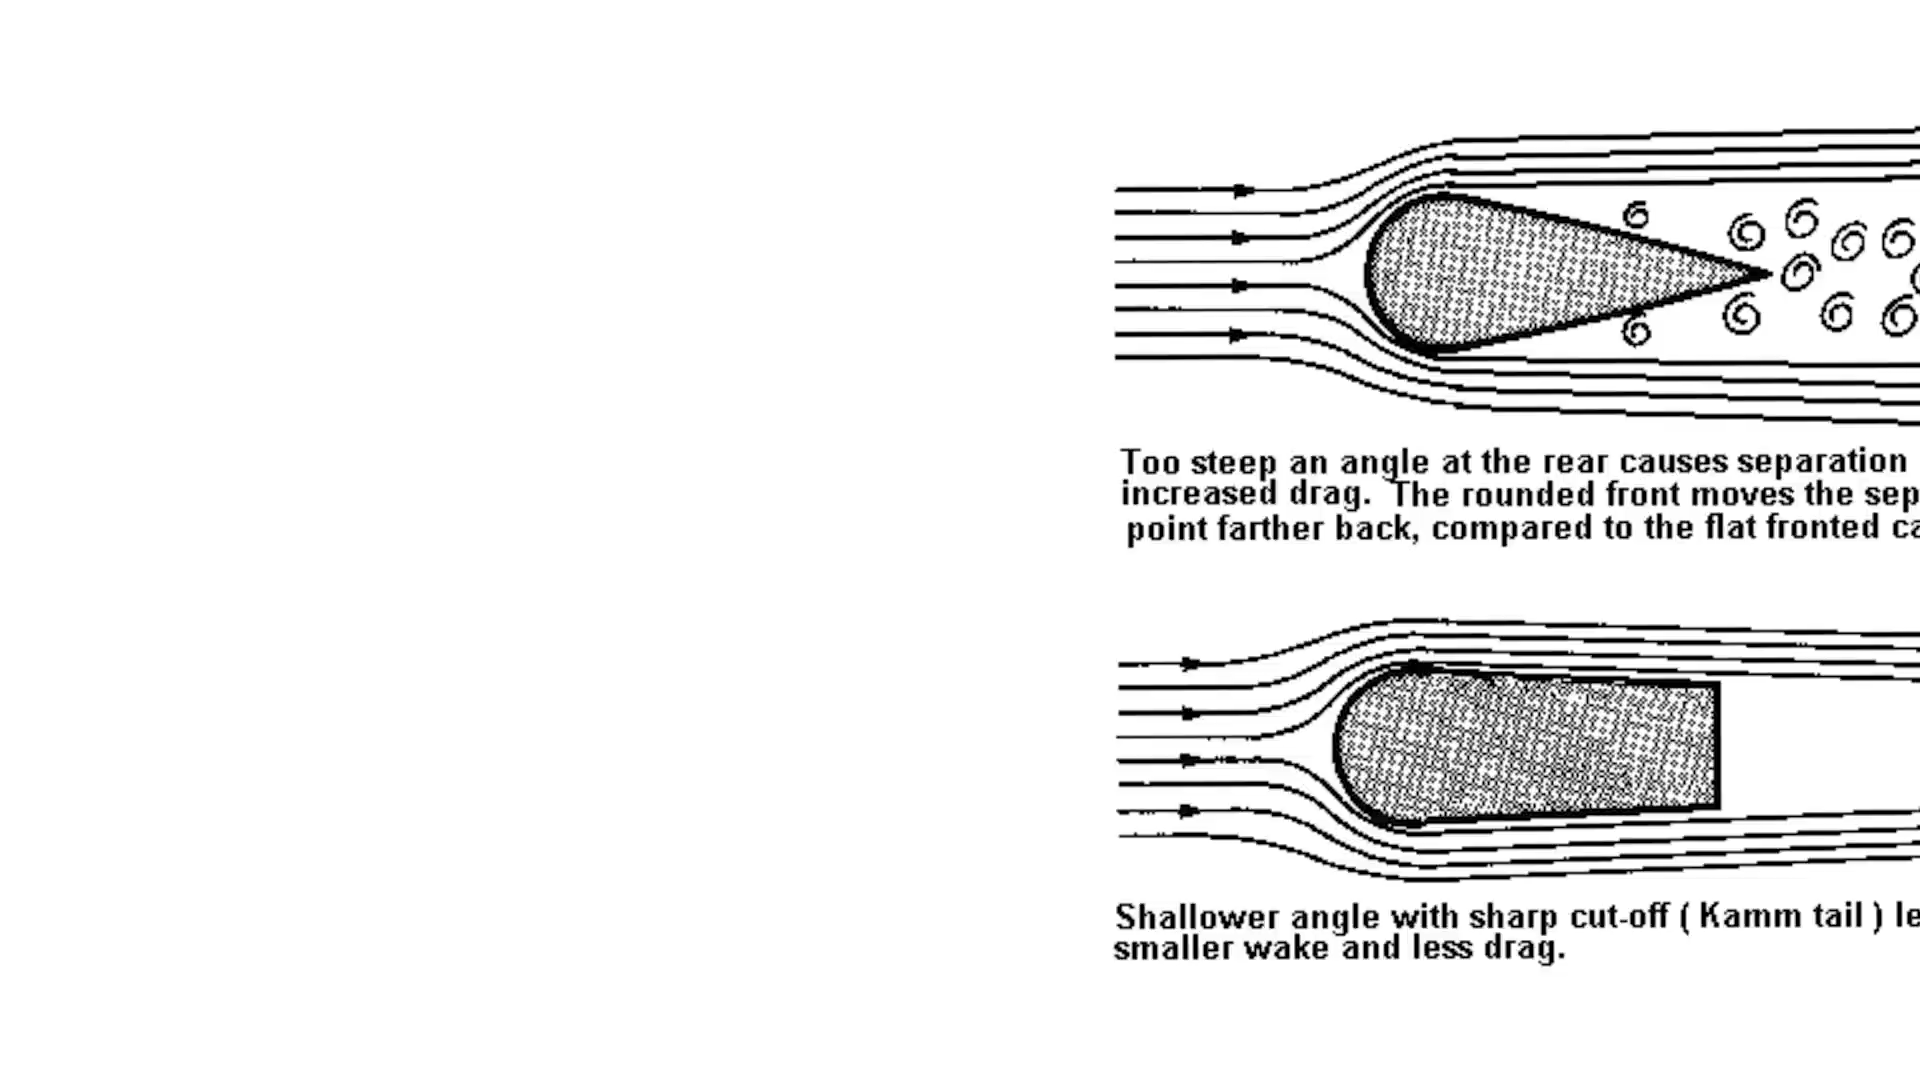 Too steep an angle at the rear causes separation
increased drag. The rounded front moves the sep
point farther back, compared to the flat fronted ca
Shallower angle with sharp cut-off ( Kamm tail ) le
smaller wake and less drag.